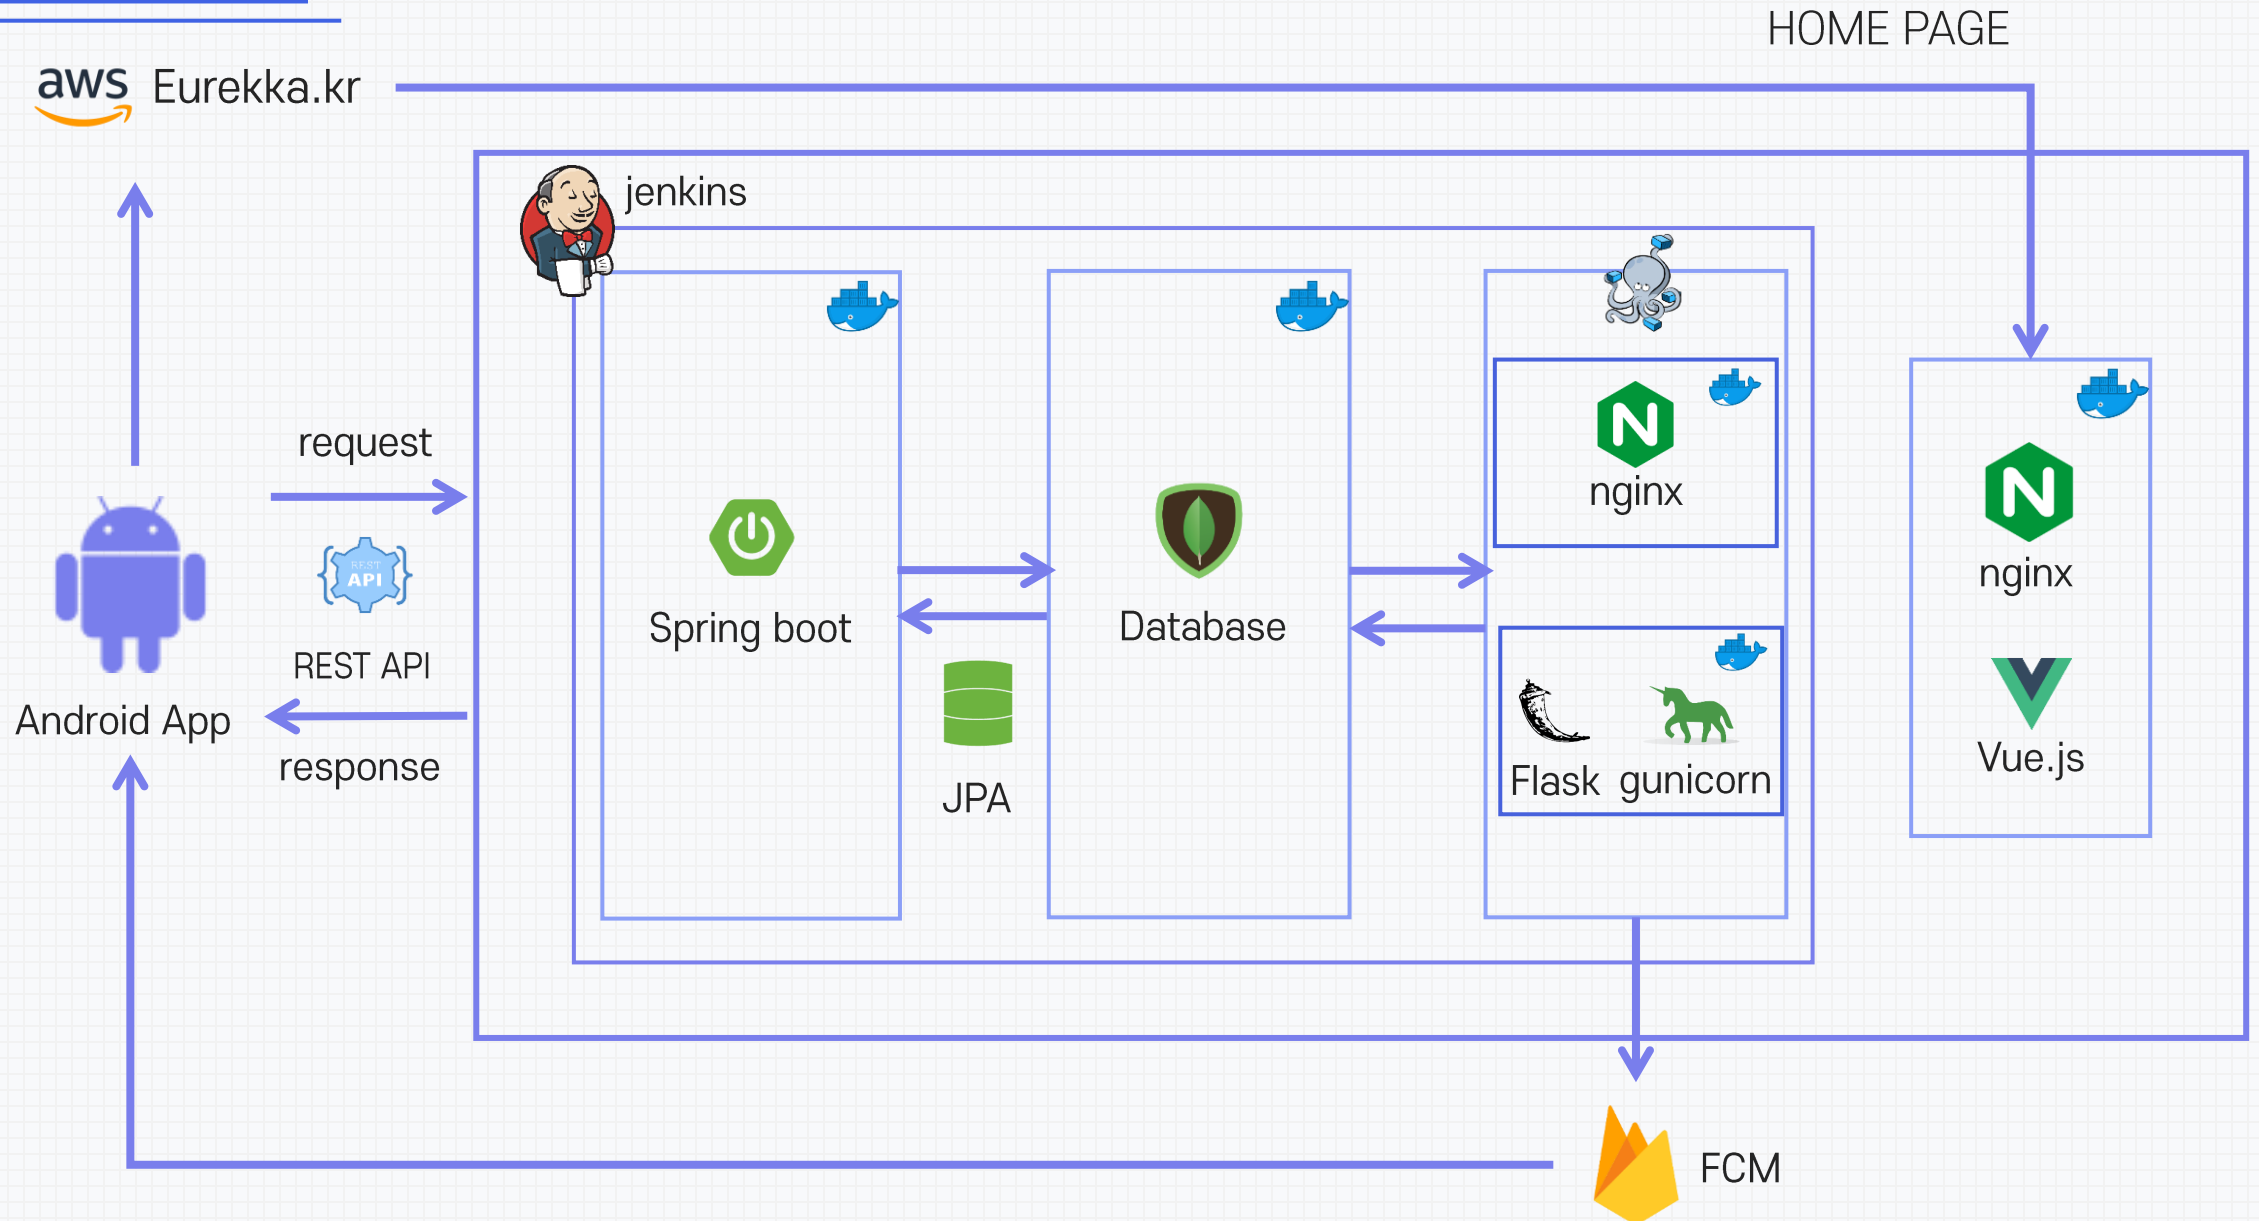 HOME PAGE
aws Eurekka.kr
jenkins
request
REST
API
REST API
response
Android App
Spring boot
JPA
Database
N
nginx
Flask gunicorn
N
nginx
Vue.js
FCM